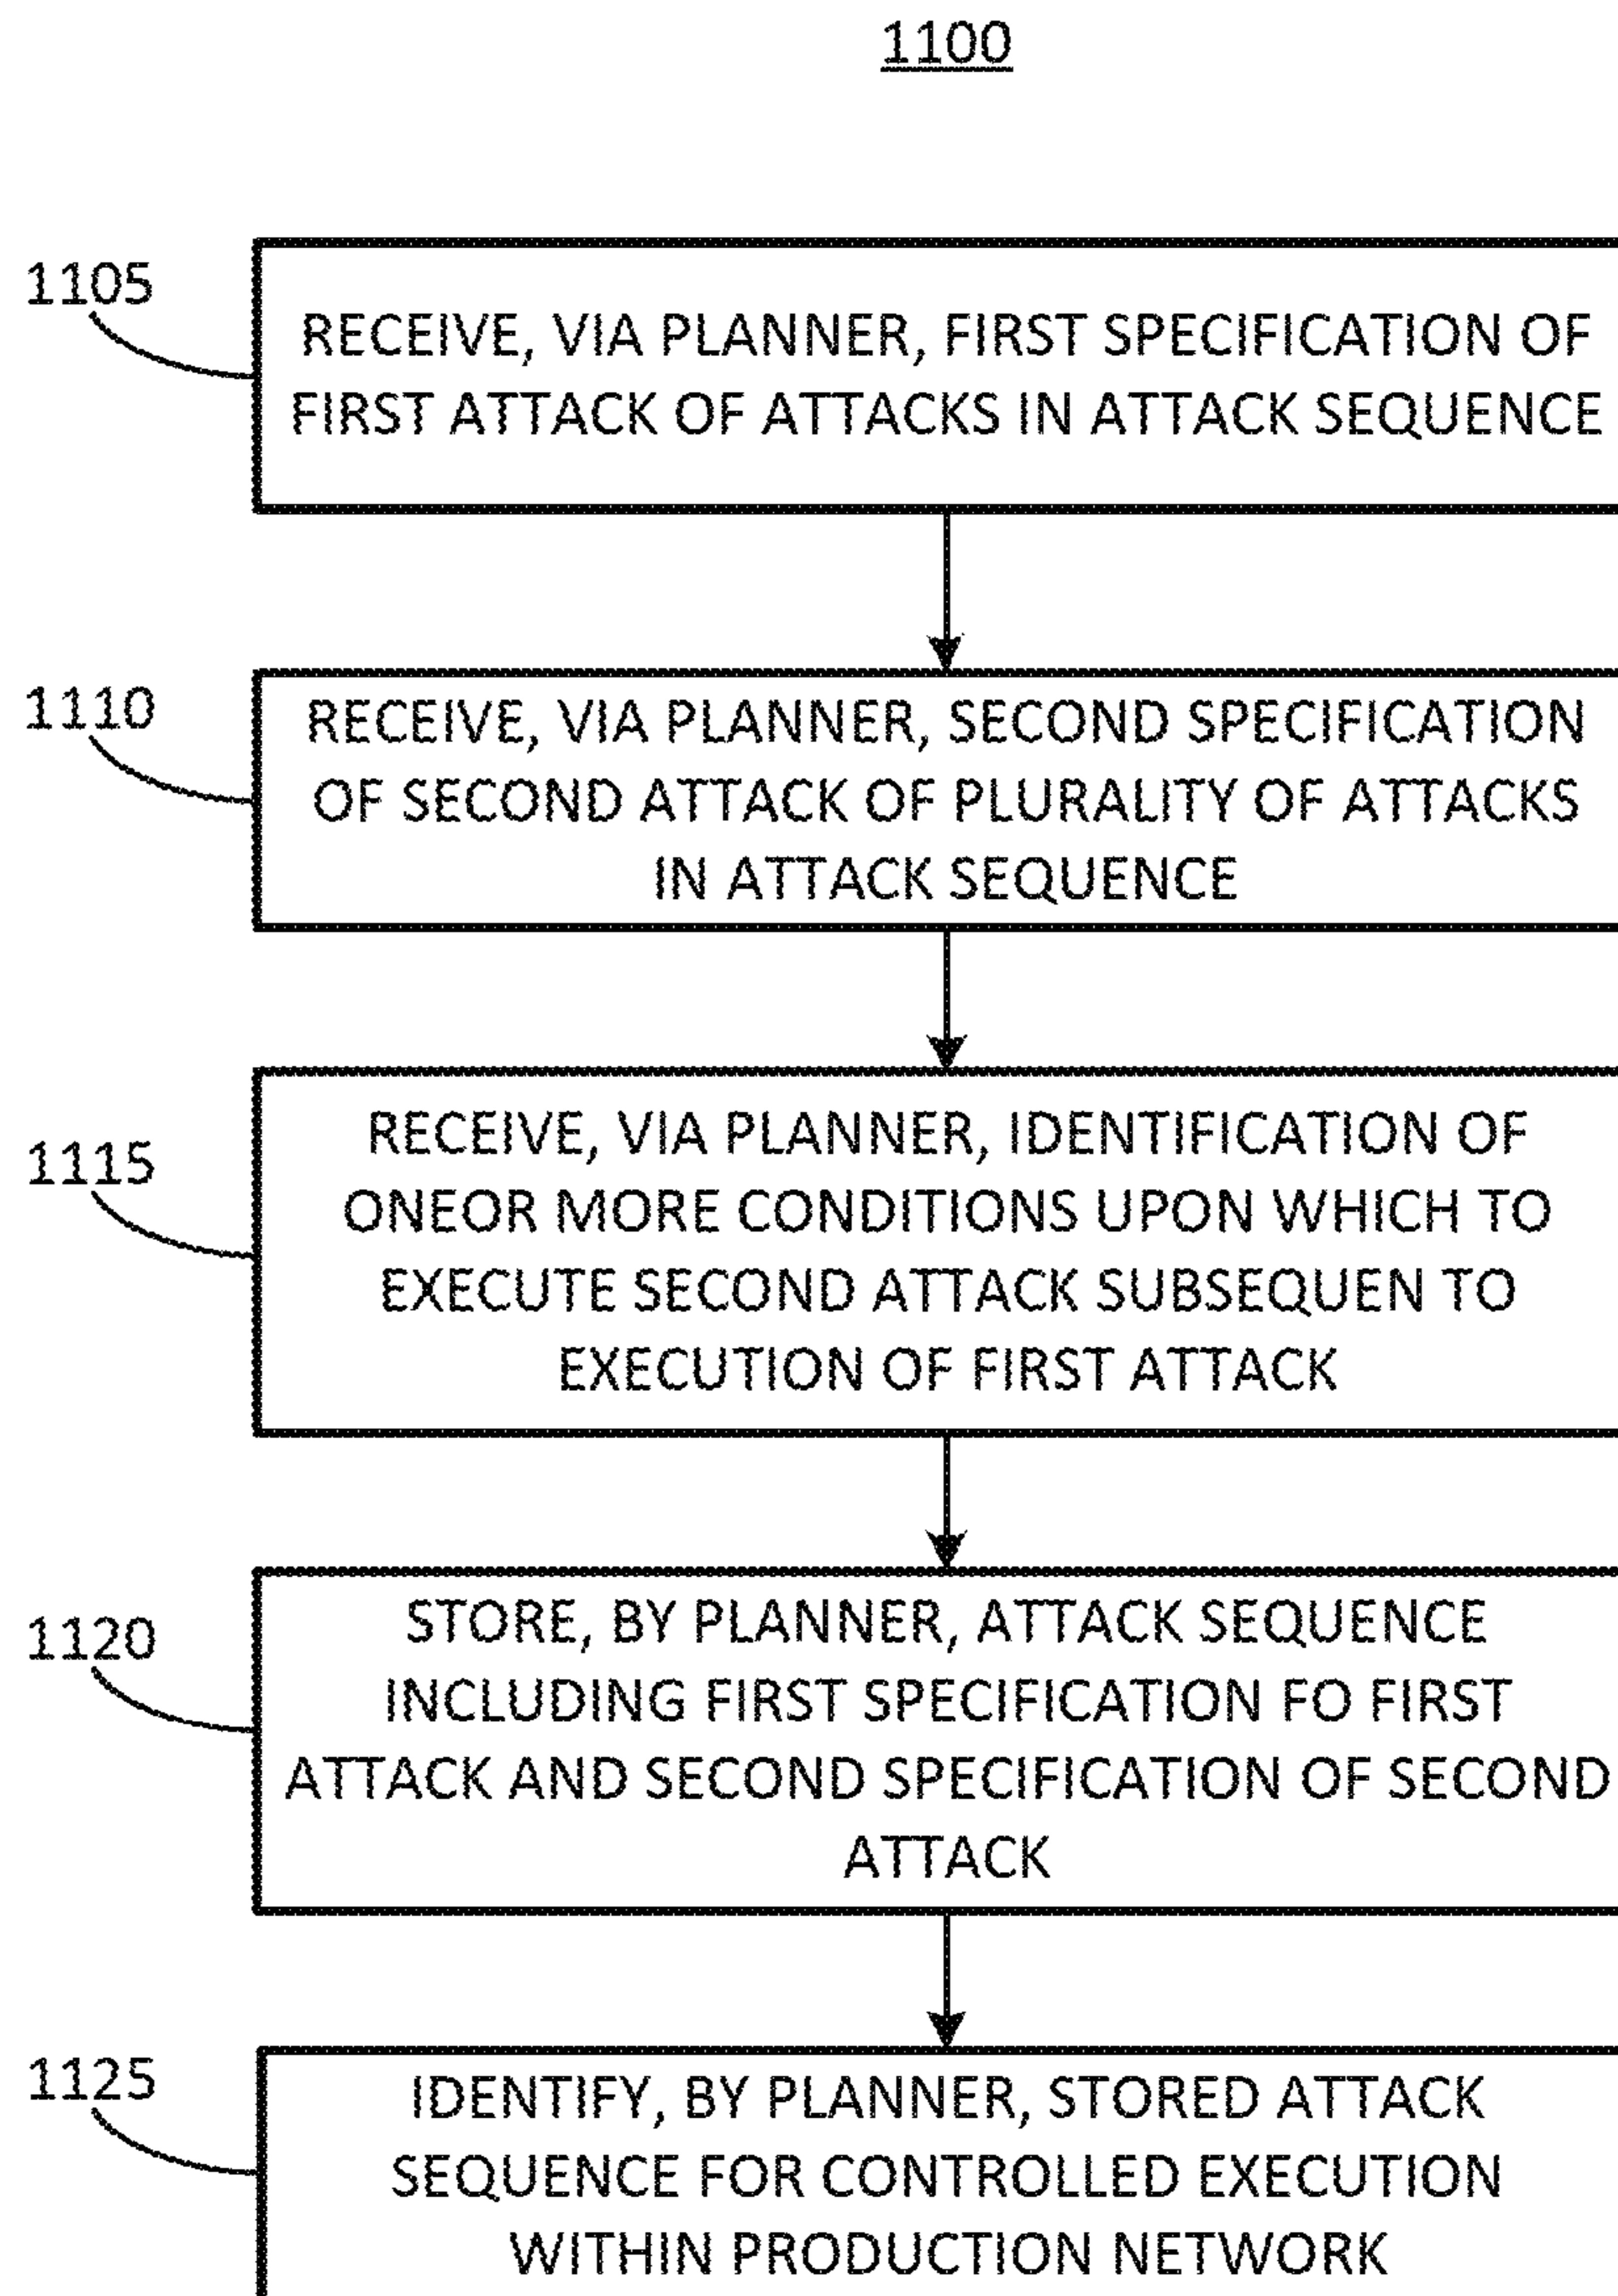 1100
1105
RECEIVE, VIA PLANNER, FIRST SPECIFICATION OF
FIRST ATTACK OF ATTACKS IN ATTACK SEQUENCE
1110
RECEIVE, VIA PLANNER, SECOND SPECIFICATION
OF SECOND ATTACK OF PLURALITY OF ATTACKS
IN ATTACK SEQUENCE
1115
RECEIVE, VIA PLANNER, IDENTIFICATION OF
ONEOR MORE CONDITIONS UPON WHICH TO
EXECUTE SECOND ATTACK SUBSEQUEN TO
EXECUTION OF FIRST ATTACK
1120
STORE, BY PLANNER, ATTACK SEQUENCE
INCLUDING FIRST SPECIFICATION FO FIRST
ATTACK AND SECOND SPECIFICATION OF SECOND
ATTACK
1125
IDENTIFY, BY PLANNER, STORED ATTACK
SEQUENCE FOR CONTROLLED EXECUTION
WITHIN PRODUCTION NETWORK